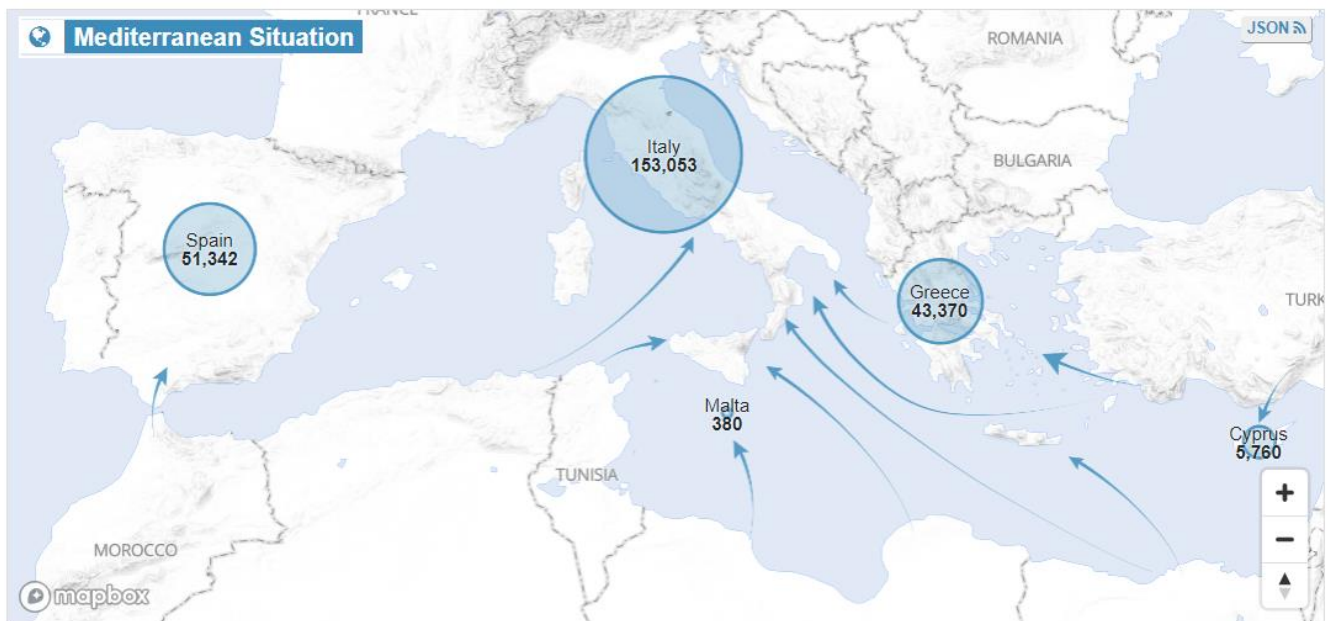 FRANCE
Mediterranean Situation
JSON
ROMANIA
Italy
153,053
BULGARIA
Spain
51,342
Greece
43,370
TURK
Malta
380
Cyprus
5,760
TUNISIA
+
MOROCCO
−
mapbox